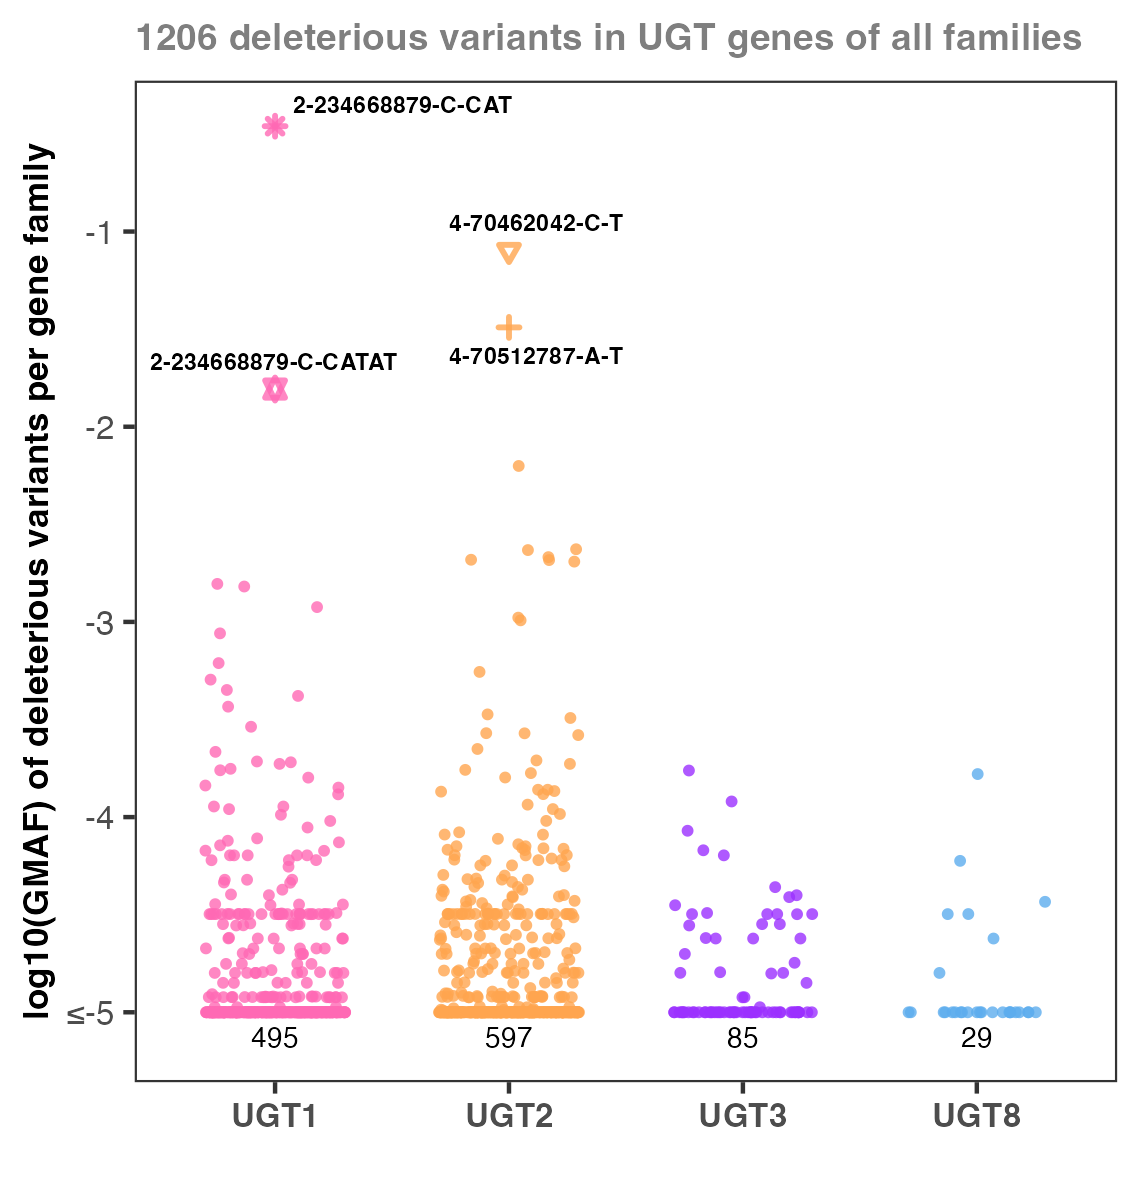 1206 deleterious variants in UGT genes of all families
log10(GMAF) of deleterious variants per gene family
2-234668879-C-CAT
4-70462042-C-T
-1
4-70512787-A-T
2-234668879-C-CATAT
-2
-3
-4
≤-5
495 597 85 29
UGT1 UGT2 UGT3 UGT8